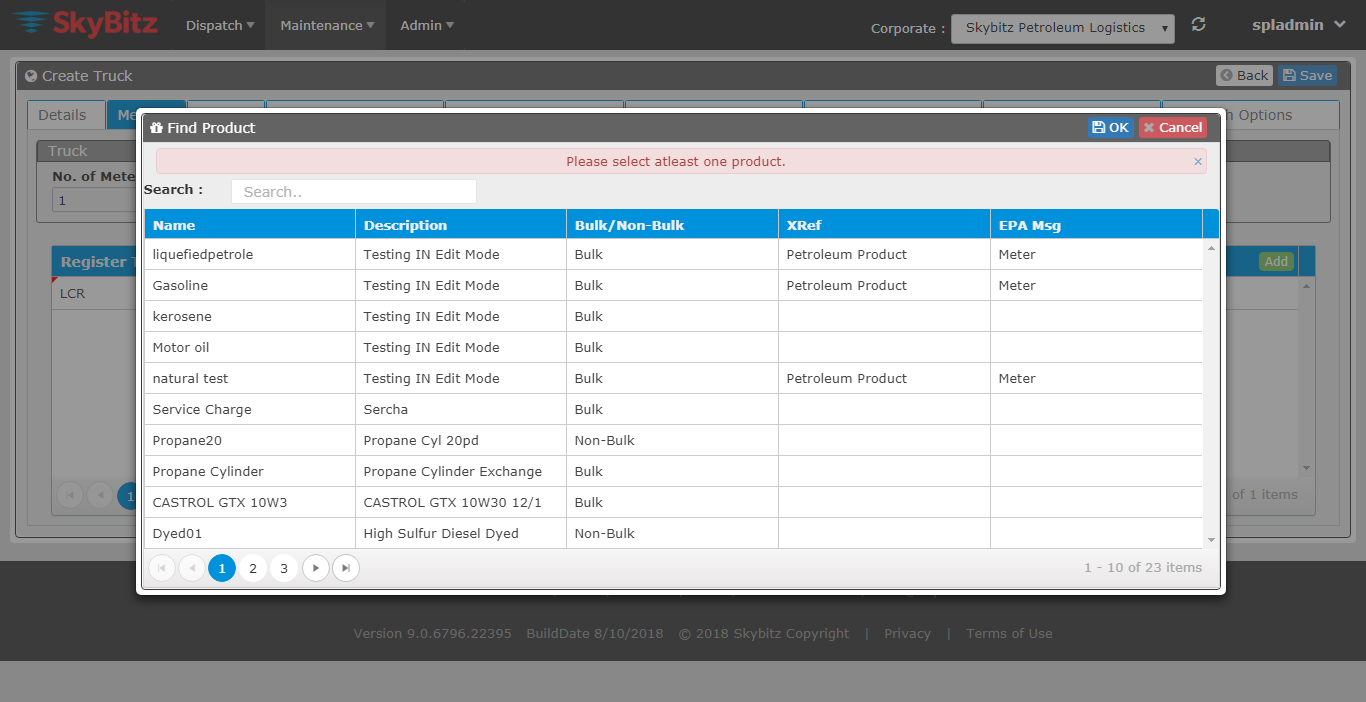 SkyBitz Dispatch Maintenance Admin Corporate : Skybitz Petroleum Logistics spladmin
Create Truck Back Save
Details Me n Options
Find Product OK Cancel
Truck
Please select atleast one product. ×
No. of Mete
Search : Search..
1
Name Description Bulk/Non-Bulk XRef EPA Msg
liquefiedpetrole Testing IN Edit Mode Bulk Petroleum Product Meter
Register T Add
Gasoline Testing IN Edit Mode Bulk Petroleum Product Meter
LCR
kerosene Testing IN Edit Mode Bulk
Motor oil Testing IN Edit Mode Bulk
natural test Testing IN Edit Mode Bulk Petroleum Product Meter
Service Charge Sercha Bulk
Propane20 Propane Cyl 20pd Non-Bulk
Propane Cylinder Propane Cylinder Exchange Bulk
1 of 1 items
CASTROL GTX 10W3 CASTROL GTX 10W30 12/1 Bulk
Dyed01 High Sulfur Diesel Dyed Non-Bulk
1 2 3 1 - 10 of 23 items
Version 9.0.6796.22395 BuildDate 8/10/2018 © 2018 Skybitz Copyright | Privacy | Terms of Use